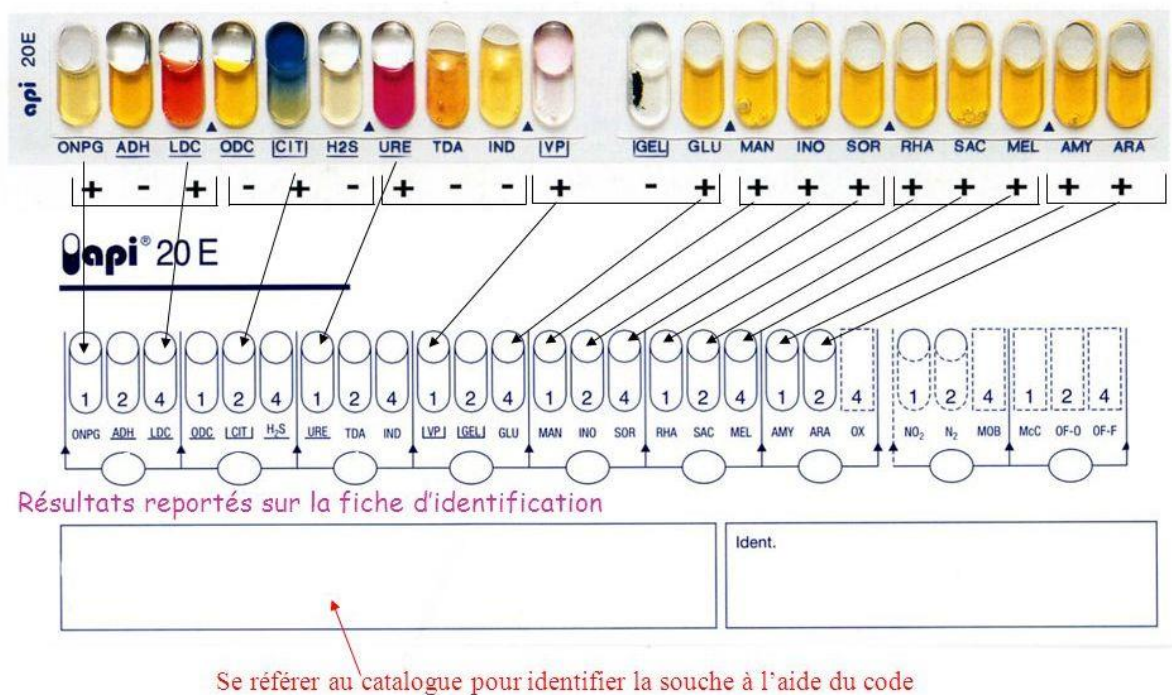 api 20E
ONPG ADH LDC ODC |CIT| H2S URE TDA IND |VP| |GEL| GLU MAN INO SOR RHA SAC MEL AMY ARA
+ - + - + - + - - + - + + + + + + + + +
api® 20 E
1 2 4 1 2 4 1 2 4 1 2 4 1 2 4 1 2 4 1 2 4 1 2 4 1 2 4
ONPG ADH LDC ODC |CIT| H₂S URE TDA IND |VP| |GEL| GLU MAN INO SOR RHA SAC MEL AMY ARA OX NO₂ N₂ MOB McC OF-O OF-F
Résultats reportés sur la fiche d'identification
Ident.
Se référer au catalogue pour identifier la souche à l'aide du code